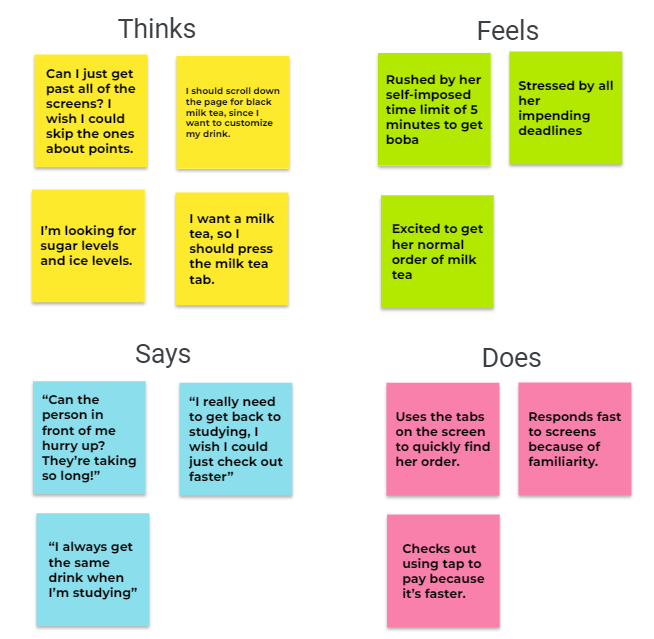 Thinks
Can I just get
past all of the
screens? I
wish I could
skip the ones
about points.
I should scroll down
the page for black
milk tea, since I
want to customize
my drink.
I'm looking for
sugar levels
and ice levels.
I want a milk
tea, so I
should press
the milk tea
tab.
Feels
Rushed by her
self-imposed
time limit of 5
minutes to get
boba
Stressed by all
her
impending
deadlines
Excited to get
her normal
order of milk
tea
Says
“Can the
person in
front of me
hurry up?
They're taking
so long!”
“I really need
to get back to
studying, I
wish I could
just check out
faster”
“I always get
the same
drink when
I'm studying”
Does
Uses the tabs
on the screen
to quickly find
her order.
Responds fast
to screens
because of
familiarity.
Checks out
using tap to
pay because
it's faster.